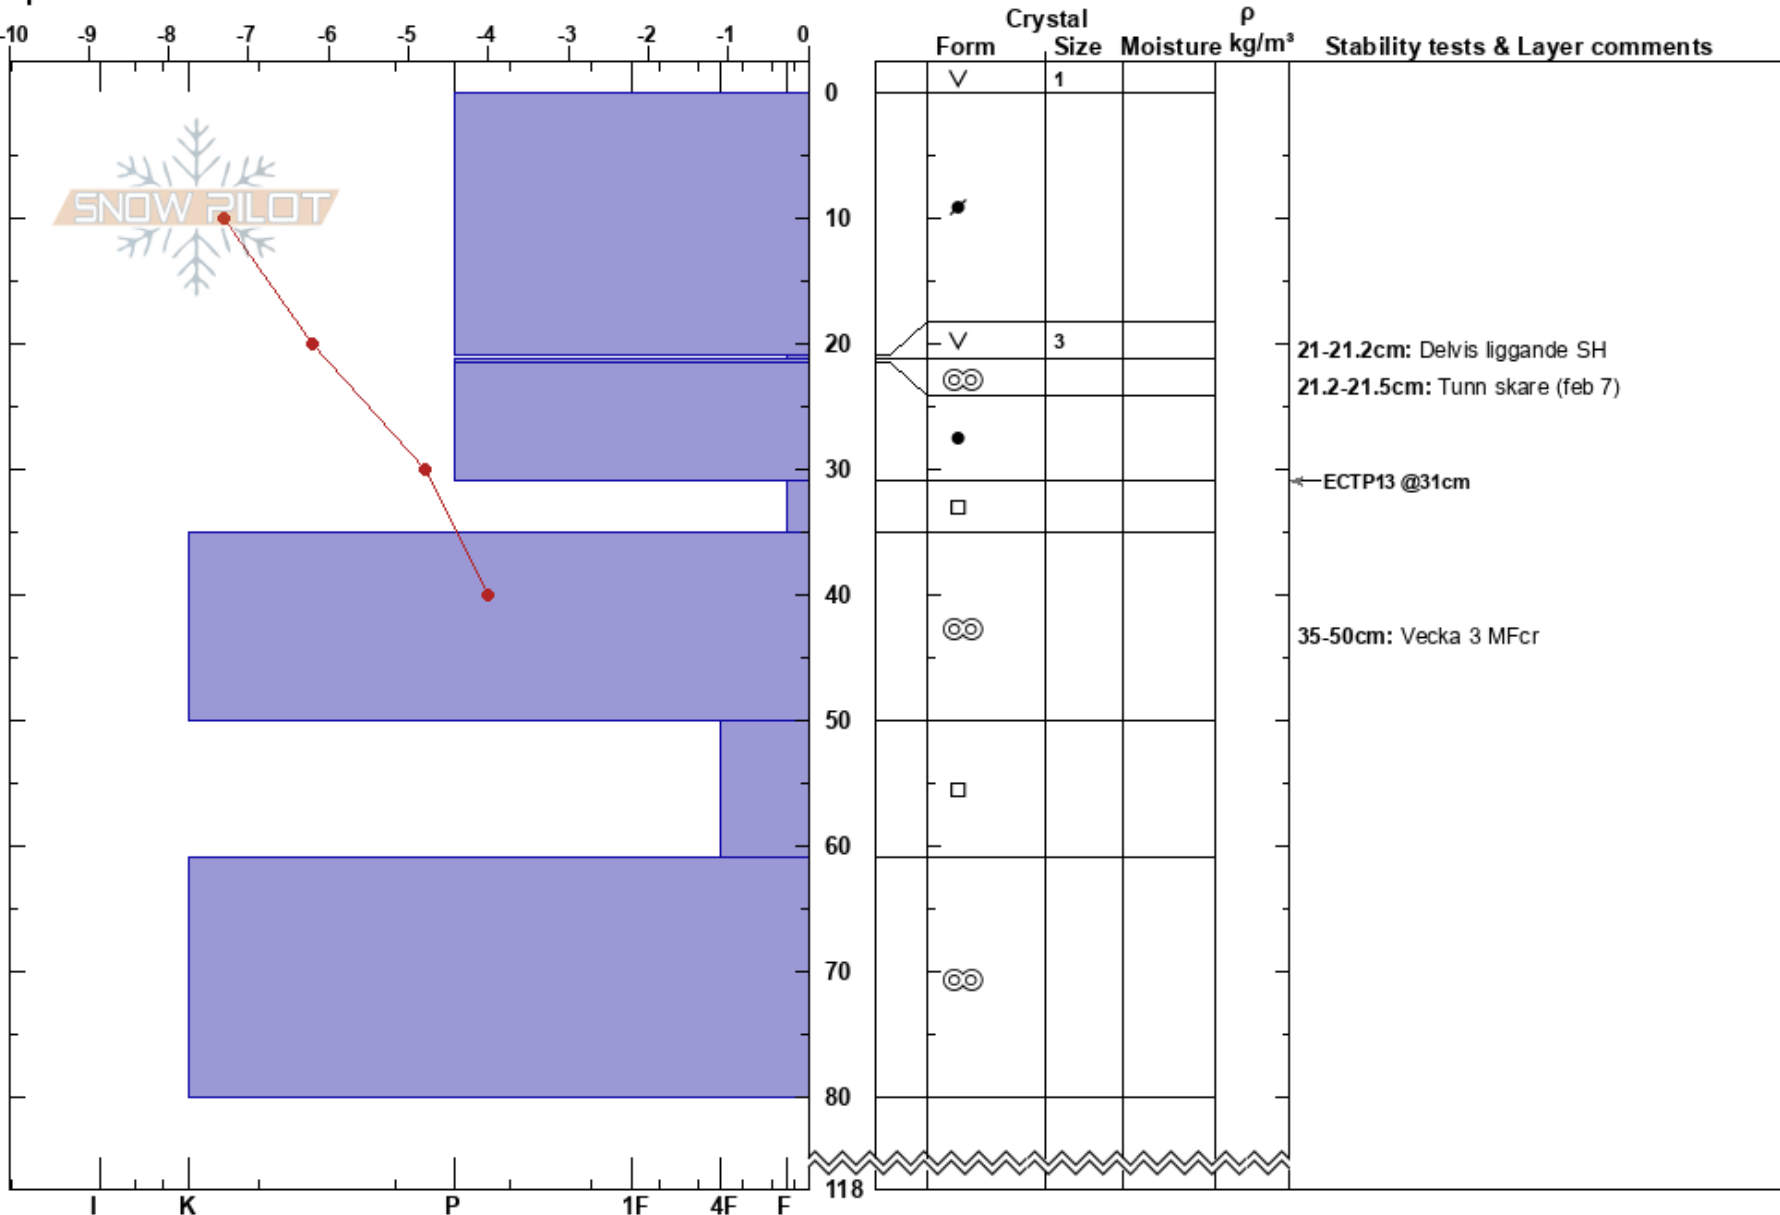 Crystal ρ
-10 -9 -8 -7 -6 -5 -4 -3 -2 -1 0 Form Size Moisture kg/m³ Stability tests & Layer comments
1
0
SNOW PILOT
10
20 3 21-21.2cm: Delvis liggande SH
21.2-21.5cm: Tunn skare (feb 7)
30 ECTP13 @31cm
40
35-50cm: Vecka 3 MFcr
50
60
70
80
118
I K P 1F 4F F